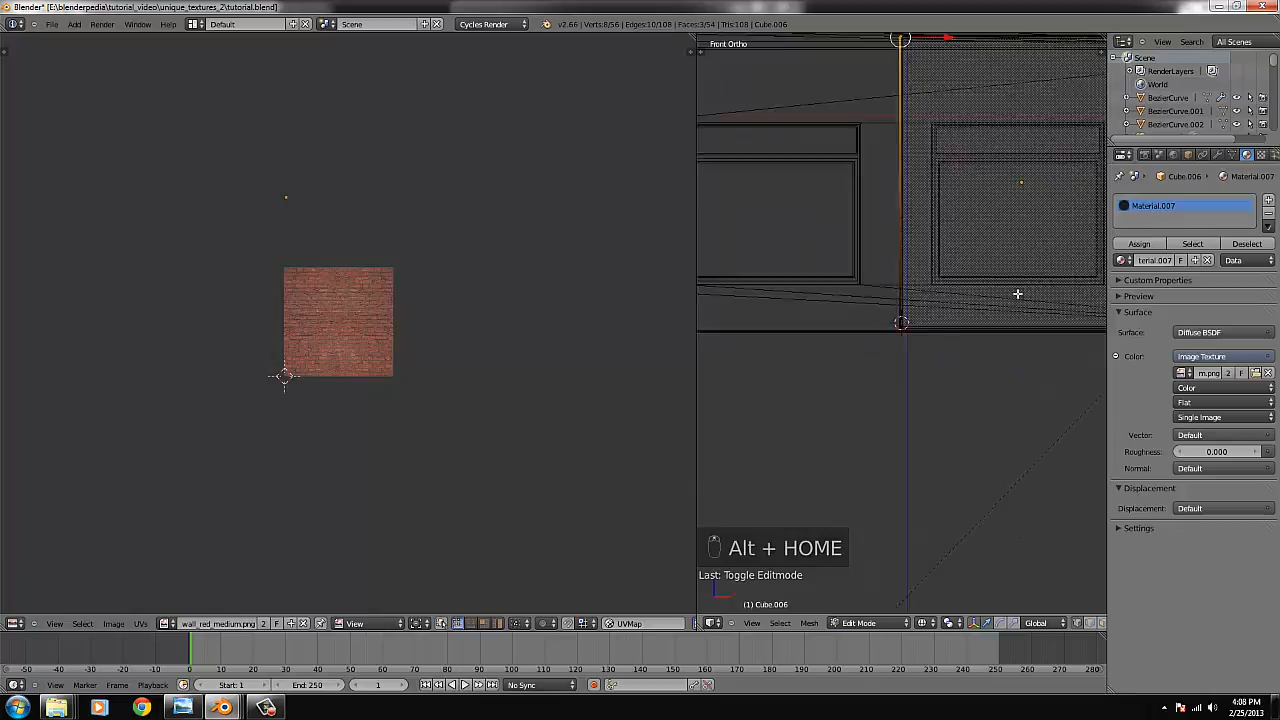 Blender* [E:\blenderpedia\tutorial_video\unique_textures_2\tutorial.blend]
File Add Render Window Help Default Scene Cycles Render v2.66 | Verts:8/56 | Edges:10/108 | Faces:3/54 | Tris:108 | Cube.006
View Search All Scenes
Front Ortho
Scene
RenderLayers
World
BezierCurve
BezierCurve.001
BezierCurve.002
Cube.006 Material.007
Material.007
Assign Select Deselect
terial.007 F Data
Custom Properties
Preview
Surface
Surface: Diffuse BSDF
Color: Image Texture
m.png 2 F
Color
Flat
Single Image
Vector: Default
Roughness: 0.000
Normal: Default
Displacement
Displacement: Default
Settings
Alt + HOME
Last: Toggle Editmode
(1) Cube.006
View Select Image UVs wall_red_medium.png 2 F View UVMap
View Select Mesh Edit Mode Global
-50 -40 -30 -20 -10 0 10 20 30 40 50 60 70 80 90 100 110 120 130 140 150 160 170 180 190 200 210 220 230 240 250 260 270 280
View Marker Frame Playback Start: 1 End: 250 1 No Sync
4:08 PM
2/25/2013